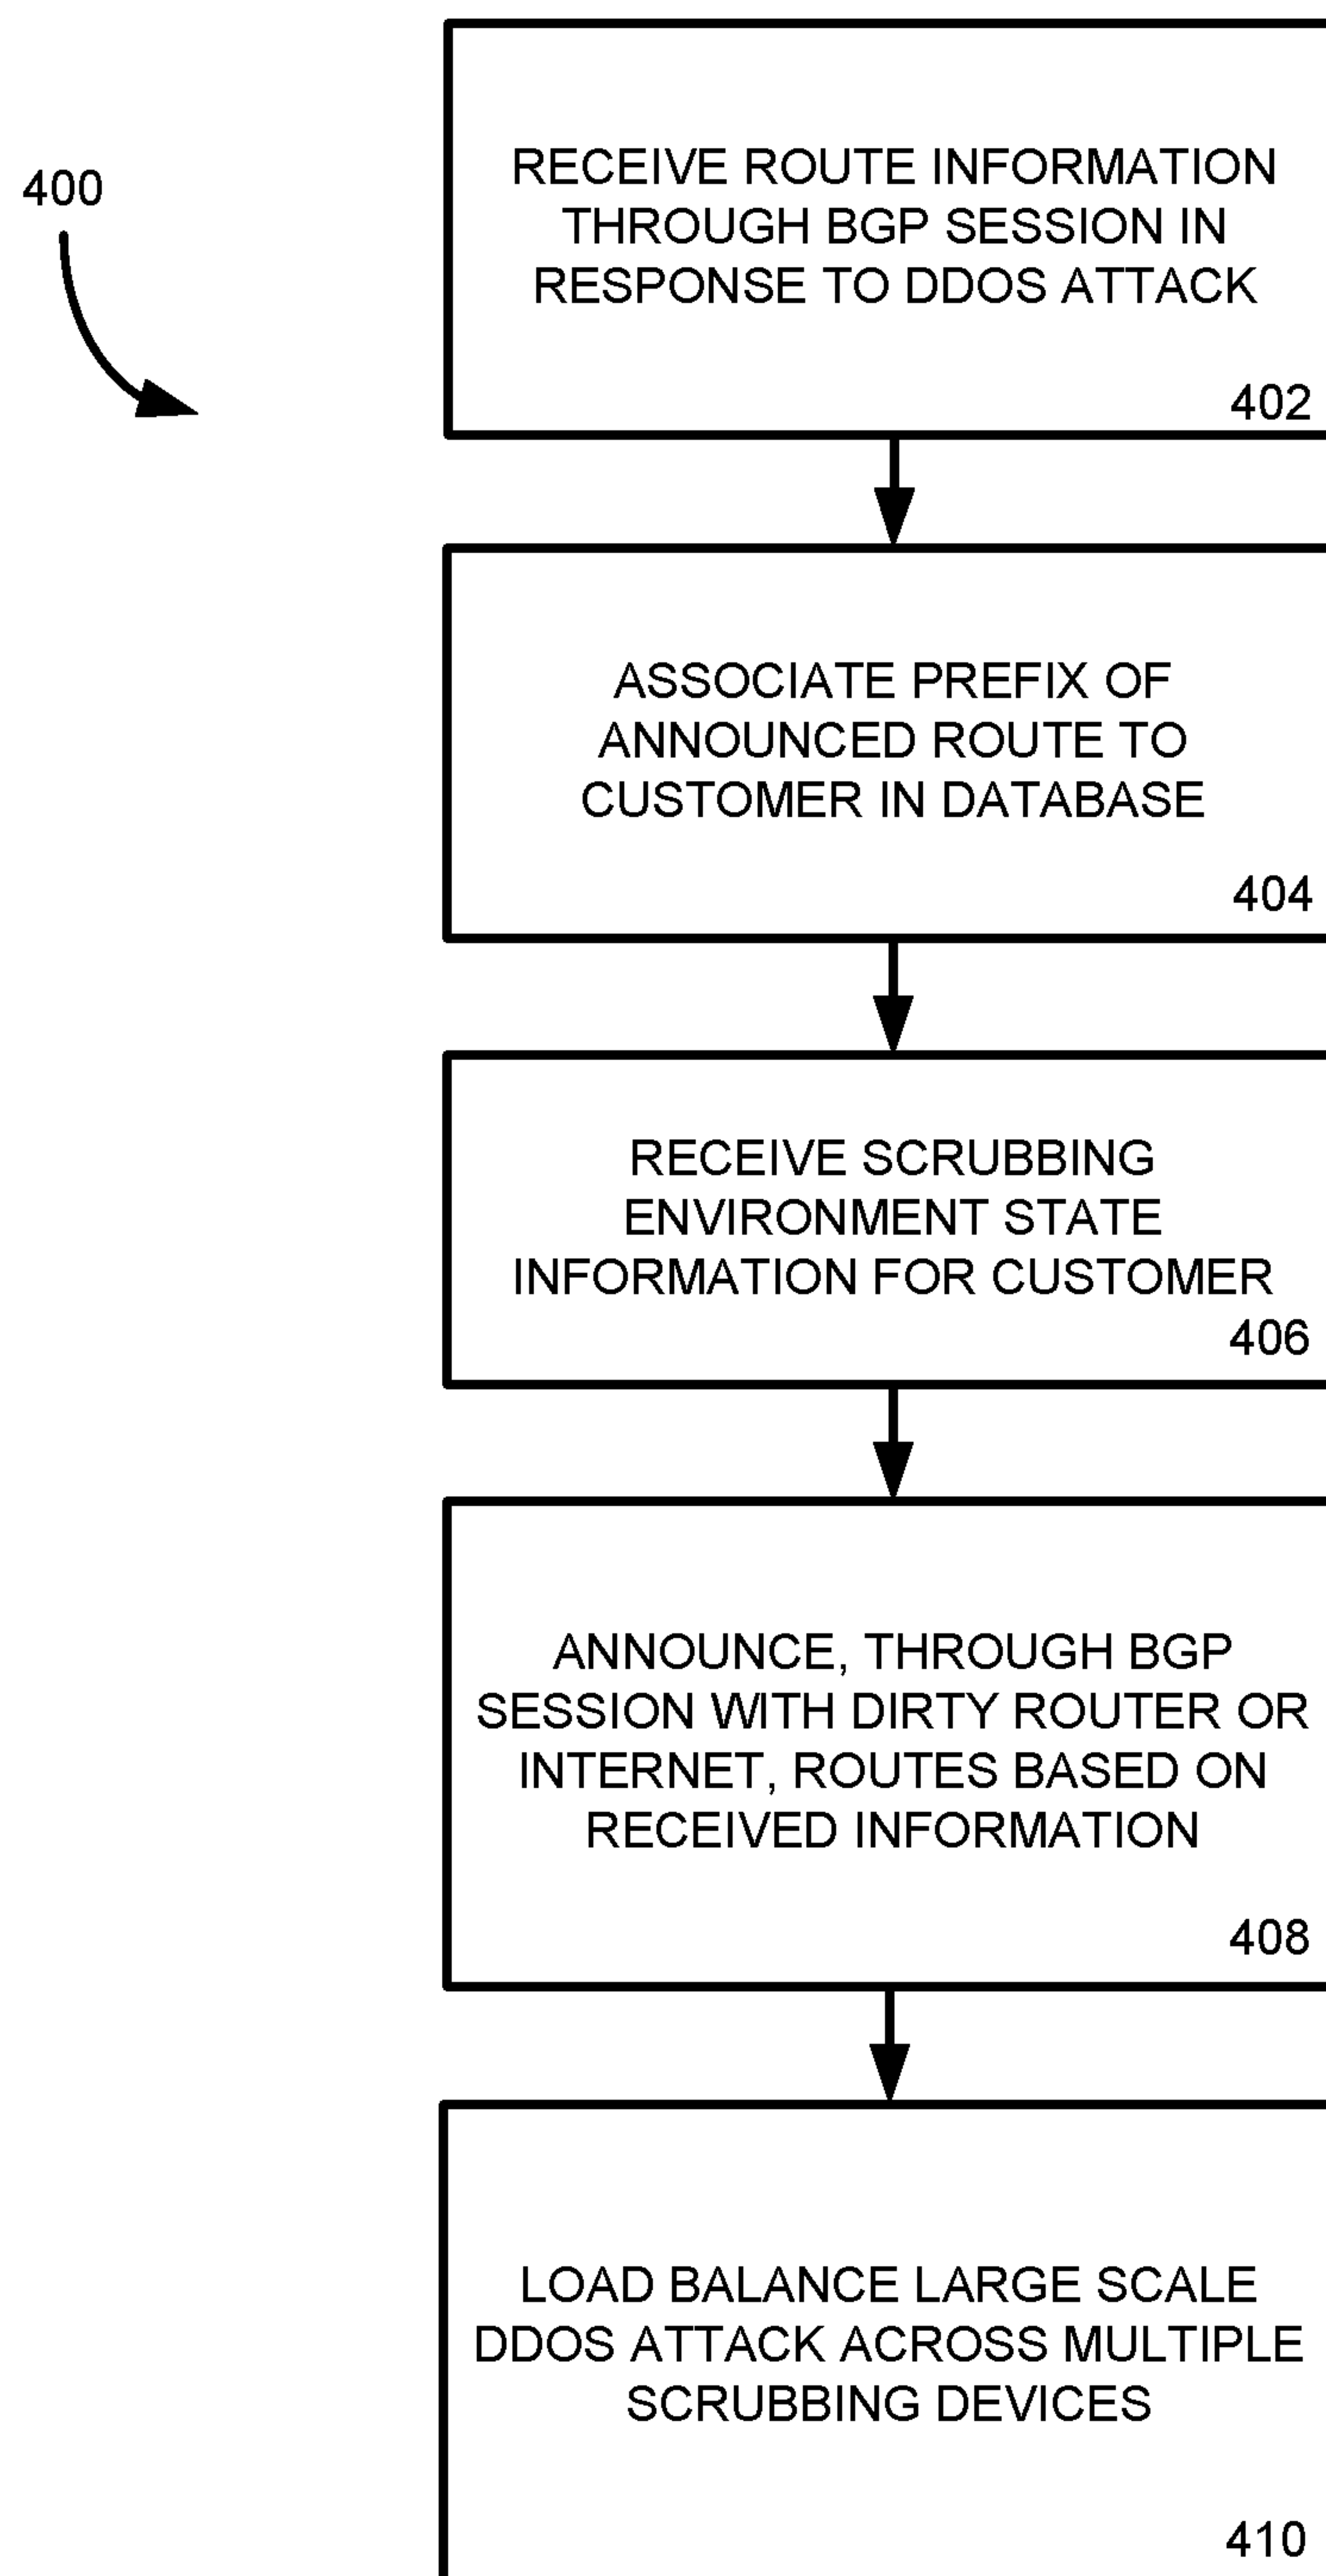 400
RECEIVE ROUTE INFORMATION
THROUGH BGP SESSION IN
RESPONSE TO DDOS ATTACK
402
ASSOCIATE PREFIX OF
ANNOUNCED ROUTE TO
CUSTOMER IN DATABASE
404
RECEIVE SCRUBBING
ENVIRONMENT STATE
INFORMATION FOR CUSTOMER
406
ANNOUNCE, THROUGH BGP
SESSION WITH DIRTY ROUTER OR
INTERNET, ROUTES BASED ON
RECEIVED INFORMATION
408
LOAD BALANCE LARGE SCALE
DDOS ATTACK ACROSS MULTIPLE
SCRUBBING DEVICES
410